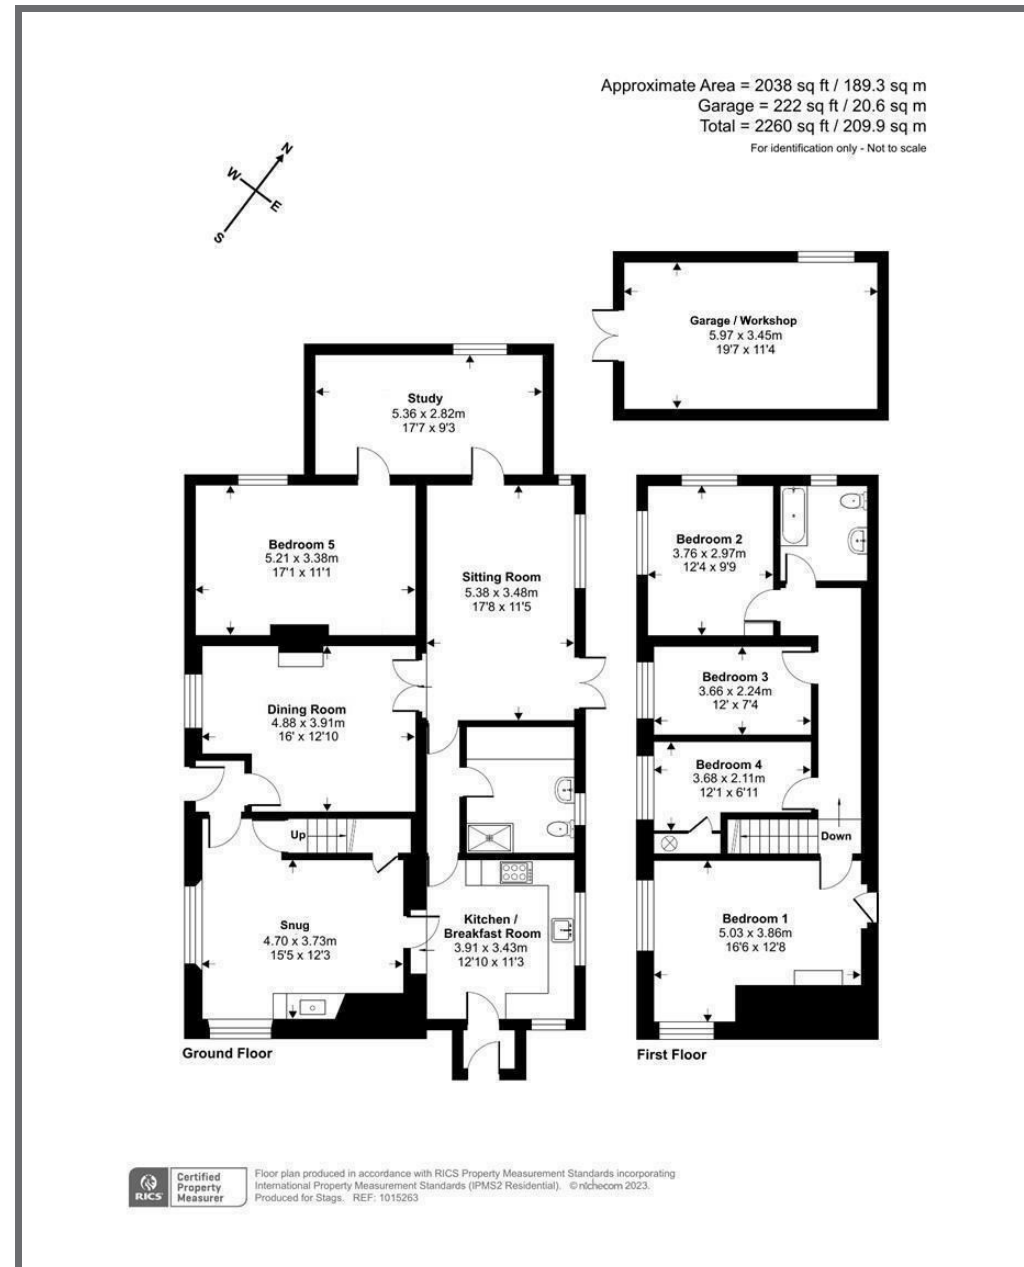 Approximate Area = 2038 sq ft / 189.3 sq m
Garage = 222 sq ft / 20.6 sq m
Total = 2260 sq ft / 209.9 sq m
For identification only - Not to scale
N
W
E
S
Garage / Workshop
5.97 x 3.45m
19'7 x 11'4
Study
5.36 x 2.82m
17'7 x 9'3
Bedroom 5
5.21 x 3.38m
17'1 x 11'1
Sitting Room
5.38 x 3.48m
17'8 x 11'5
Dining Room
4.88 x 3.91m
16' x 12'10
Up
Snug
4.70 x 3.73m
15'5 x 12'3
Kitchen /
Breakfast Room
3.91 x 3.43m
12'10 x 11'3
Ground Floor
Bedroom 2
3.76 x 2.97m
12'4 x 9'9
Bedroom 3
3.66 x 2.24m
12' x 7'4
Bedroom 4
3.68 x 2.11m
12'1 x 6'11
Down
Bedroom 1
5.03 x 3.86m
16'6 x 12'8
First Floor
RICS
Certified
Property
Measurer
Floor plan produced in accordance with RICS Property Measurement Standards incorporating
International Property Measurement Standards (IPMS2 Residential). ©nichecom 2023.
Produced for Stags. REF: 1015263